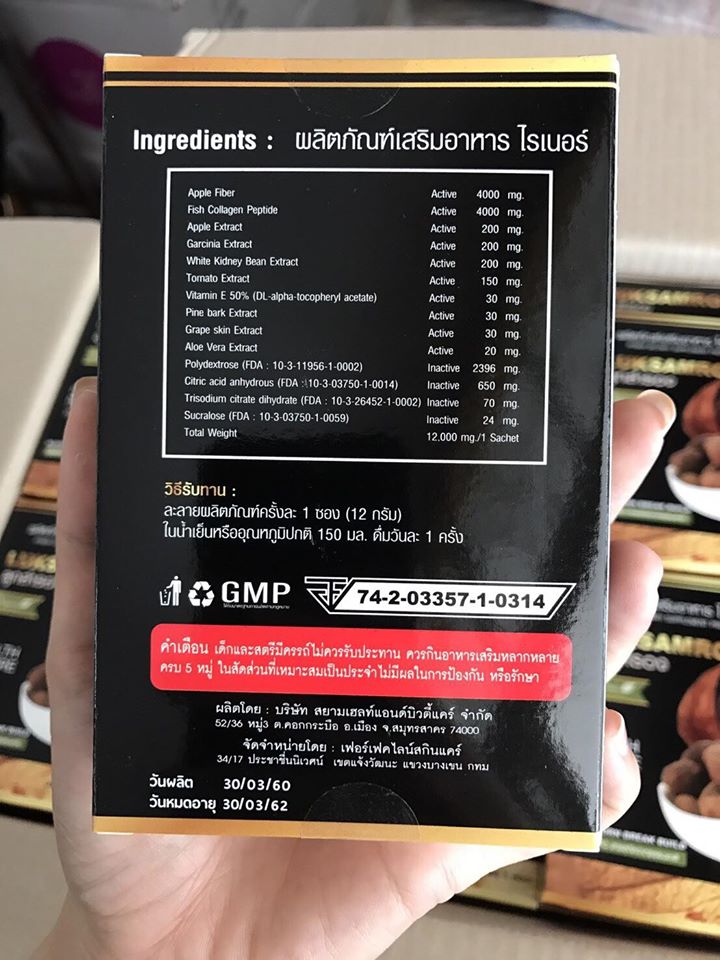 Ingredients : ผลิตภัณฑ์เสริมอาหาร ไรเนอร์
Apple Fiber Active 4000 mg.
Fish Collagen Peptide Active 4000 mg.
Apple Extract Active 200 mg.
Garcinia Extract Active 200 mg.
White Kidney Bean Extract Active 200 mg.
Tomato Extract Active 150 mg.
Vitamin E 50% (DL-alpha-tocopheryl acetate) Active 30 mg.
Pine bark Extract Active 30 mg.
Grape skin Extract Active 30 mg.
Aloe Vera Extract Active 20 mg.
Polydextrose (FDA : 10-3-11956-1-0002) Inactive 2396 mg.
Citric acid anhydrous (FDA : 10-3-03750-1-0014) Inactive 650 mg.
Trisodium citrate dihydrate (FDA : 10-3-26452-1-0002) Inactive 70 mg.
Sucralose (FDA : 10-3-03750-1-0059) Inactive 24 mg.
Total Weight 12,000 mg./1 Sachet
วิธีรับทาน :
ละลายผลิตภัณฑ์ครั้งละ 1 ซอง (12 กรัม)
ในน้ำเย็นหรืออุณหภูมิปกติ 150 มล. ดื่มวันละ 1 ครั้ง
GMP
74-2-03357-1-0314
คำเตือน เด็กและสตรีมีครรภ์ไม่ควรรับประทาน ควรกินอาหารเสริมหลากหลาย
ครบ 5 หมู่ ในสัดส่วนที่เหมาะสมเป็นประจำไม่มีผลในการป้องกัน หรือรักษา
ผลิตโดย : บริษัท สยามเฮลท์แอนด์บิวตี้แคร์ จำกัด
52/36 หมู่3 ต.คอกกระบือ อ.เมือง จ.สมุทรสาคร 74000
จัดจำหน่ายโดย : เฟอร์เฟคไลน์สกินแคร์
34/17 ประชาชื่นนิเวศน์ เขตแจ้งวัฒนะ แขวงบางเขน กทม
วันผลิต 30/03/60
วันหมดอายุ 30/03/62